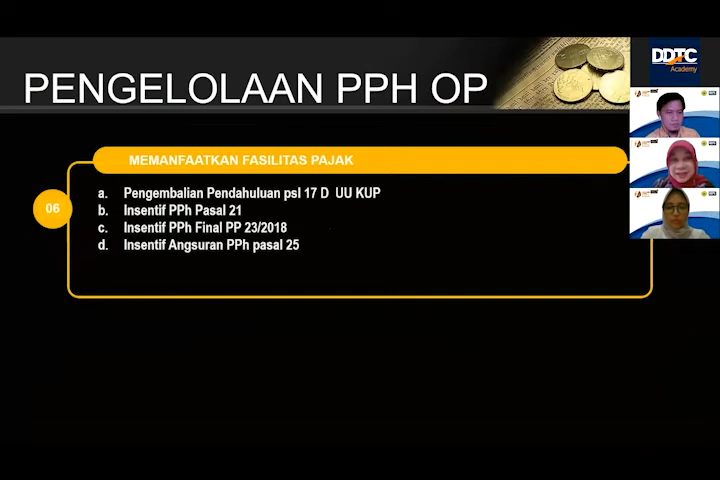 PENGELOLAAN PPH OP
DDTC
Academy
MEMANFAATKAN FASILITAS PAJAK
06
a. Pengembalian Pendahuluan psl 17 D UU KUP
b. Insentif PPh Pasal 21
c. Insentif PPh Final PP 23/2018
d. Insentif Angsuran PPh pasal 25